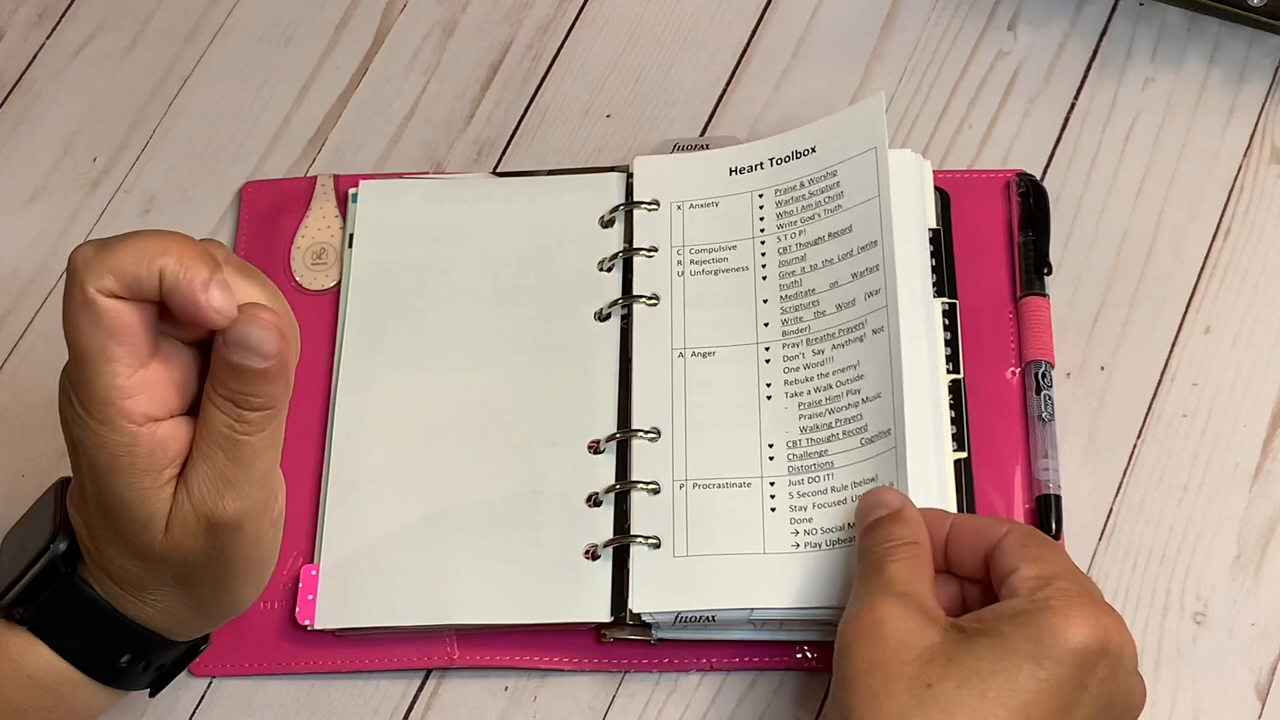 FILOFAX
Heart Toolbox
X Anxiety
♥ Praise & Worship
♥ Warfare Scripture
♥ Who I Am in Christ
♥ Write God's Truth
C Compulsive
R Rejection
U Unforgiveness
♥ S T O P!
♥ CBT Thought Record
♥ Journal
♥ Give it to the Lord (write
truth)
♥ Meditate on Warfare
Scriptures
♥ Write the Word (War
Binder)
A Anger
♥ Pray! Breathe Prayers!
♥ Don't Say Anything! Not
One Word!!!
♥ Rebuke the enemy!
♥ Take a Walk Outside
- Praise Him! Play
Praise/Worship Music
- Walking Prayers
♥ CBT Thought Record
♥ Challenge Cognitive
Distortions
P Procrastinate
♥ Just DO IT!
♥ 5 Second Rule (below)
♥ Stay Focused
Done
→ NO Social
→ Play Upbeat
FILOFAX